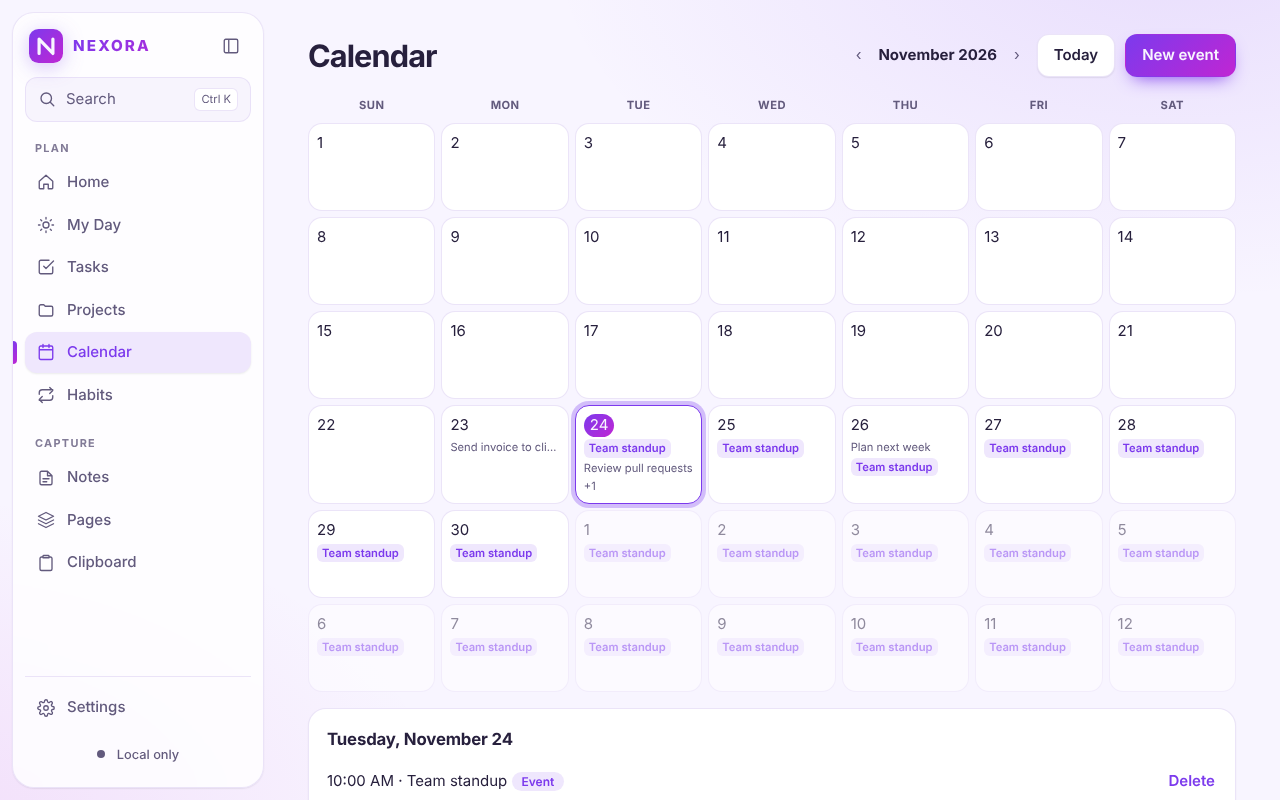 NEXORA
Search
Ctrl K
PLAN
Home
My Day
Tasks
Projects
Calendar
Habits
CAPTURE
Notes
Pages
Clipboard
Settings
Local only
Calendar
‹ November 2026 ›
Today
New event
SUN MON TUE WED THU FRI SAT
1 2 3 4 5 6 7
8 9 10 11 12 13 14
15 16 17 18 19 20 21
22
23
Send invoice to cli...
24
Team standup
Review pull requests
+1
25
Team standup
26
Plan next week
Team standup
27
Team standup
28
Team standup
29
Team standup
30
Team standup
1
Team standup
2
Team standup
3
Team standup
4
Team standup
5
Team standup
6
Team standup
7
Team standup
8
Team standup
9
Team standup
10
Team standup
11
Team standup
12
Team standup
Tuesday, November 24
10:00 AM · Team standup Event
Delete